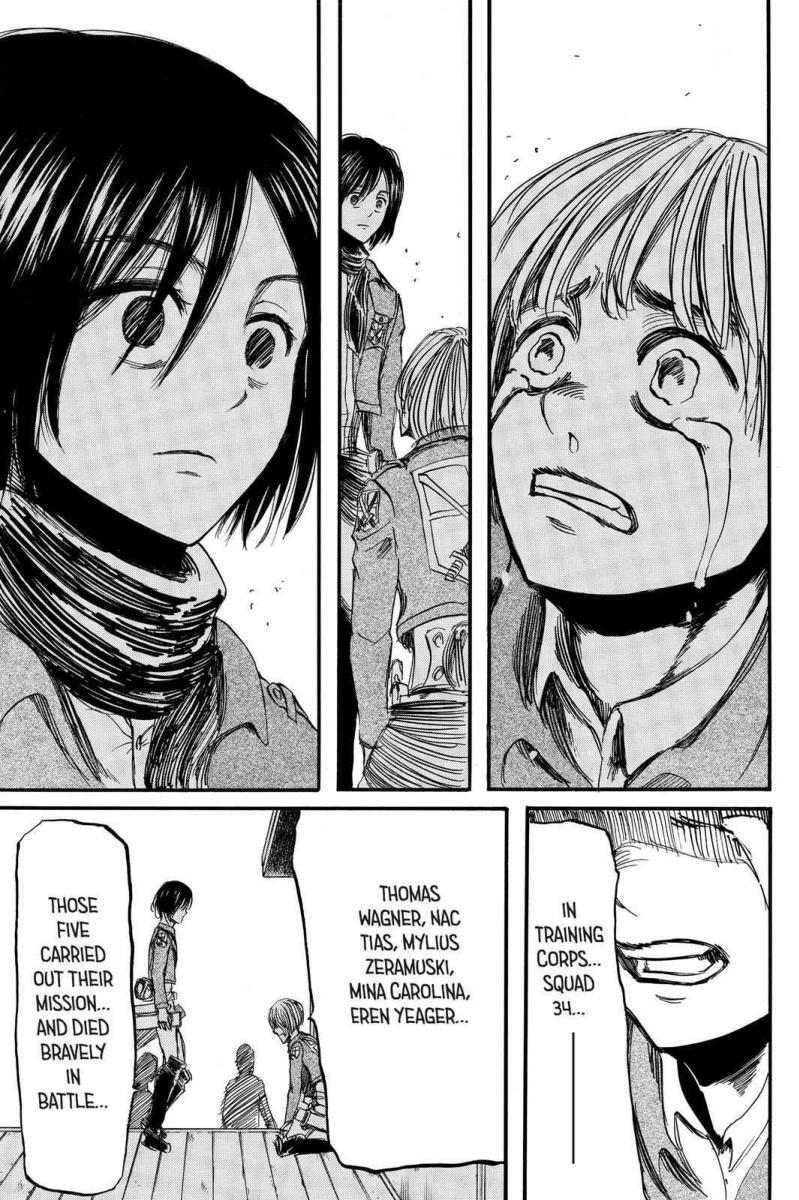 IN
TRAINING
CORPS...
SQUAD
34...
THOMAS
WAGNER, NAC
TIAS, MYLIUS
ZERAMUSKI,
MINA CAROLINA,
EREN YEAGER...
THOSE
FIVE
CARRIED
OUT THEIR
MISSION...
AND DIED
BRAVELY
IN
BATTLE...